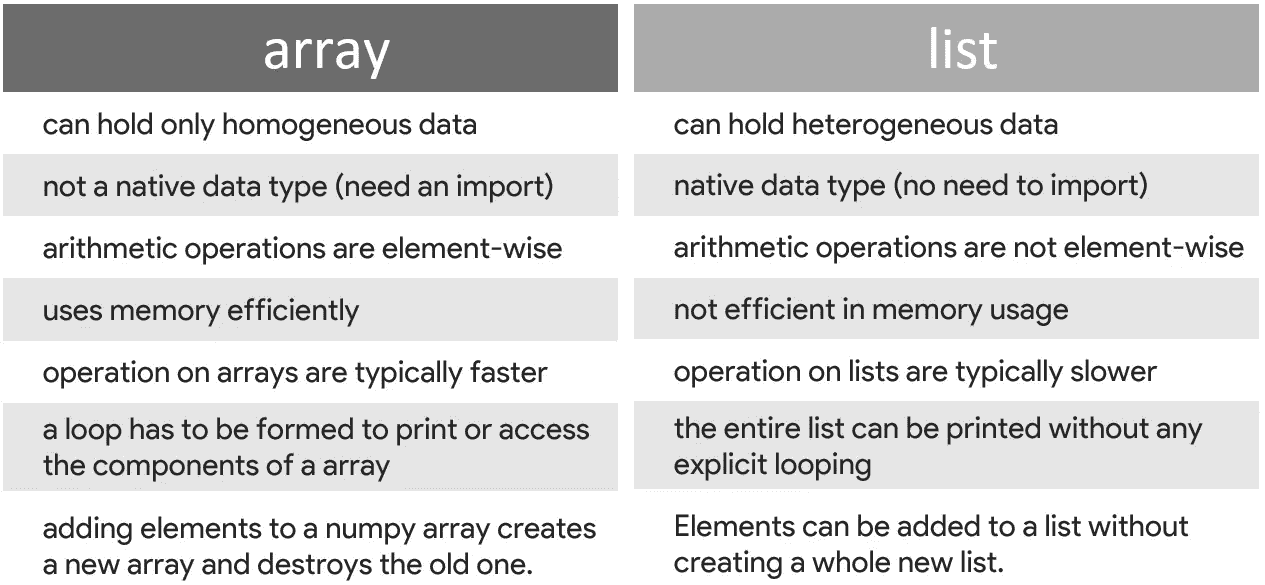 array
list
can hold only homogeneous data
can hold heterogeneous data
not a native data type (need an import)
native data type (no need to import)
arithmetic operations are element-wise
arithmetic operations are not element-wise
uses memory efficiently
not efficient in memory usage
operation on arrays are typically faster
operation on lists are typically slower
a loop has to be formed to print or access
the components of a array
the entire list can be printed without any
explicit looping
adding elements to a numpy array creates
a new array and destroys the old one.
Elements can be added to a list without
creating a whole new list.